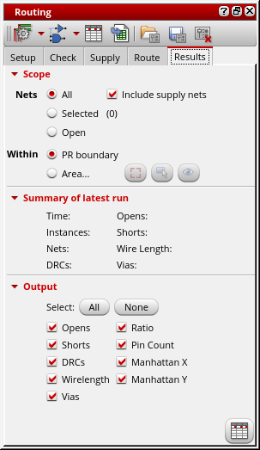 Routing
Setup Check Supply Route Results
Scope
Nets All Include supply nets
Selected (0)
Open
Within PR boundary
Area...
Summary of latest run
Time: Opens:
Instances: Shorts:
Nets: Wire Length:
DRCs: Vias:
Output
Select: All None
Opens Ratio
Shorts Pin Count
DRCs Manhattan X
Wirelength Manhattan Y
Vias